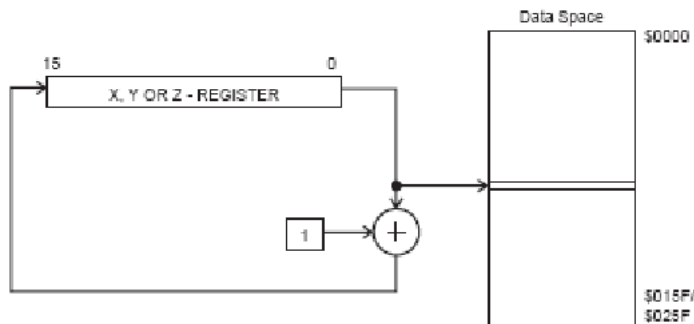 Data Space
$0000
15 0
X, Y OR Z - REGISTER
1
+
$015F/
$025F